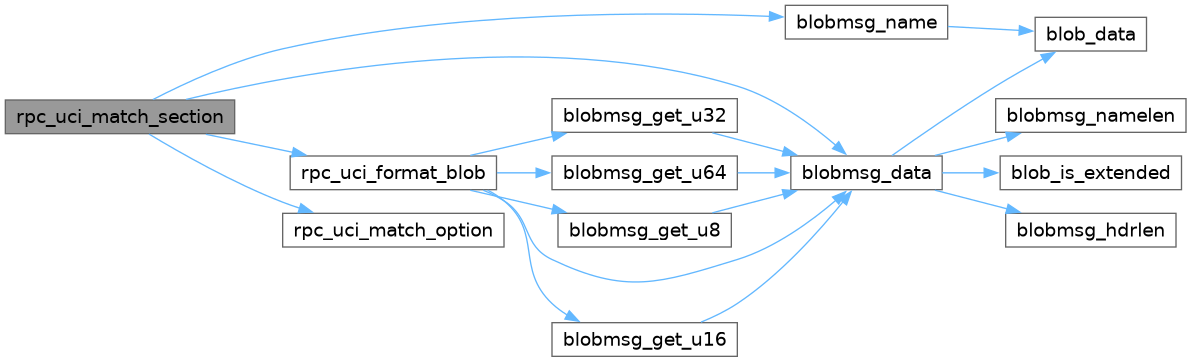 blobmsg_name
blob_data
rpc_uci_match_section
blobmsg_get_u32
blobmsg_namelen
rpc_uci_format_blob
blobmsg_get_u64
blobmsg_data
blob_is_extended
rpc_uci_match_option
blobmsg_get_u8
blobmsg_hdrlen
blobmsg_get_u16